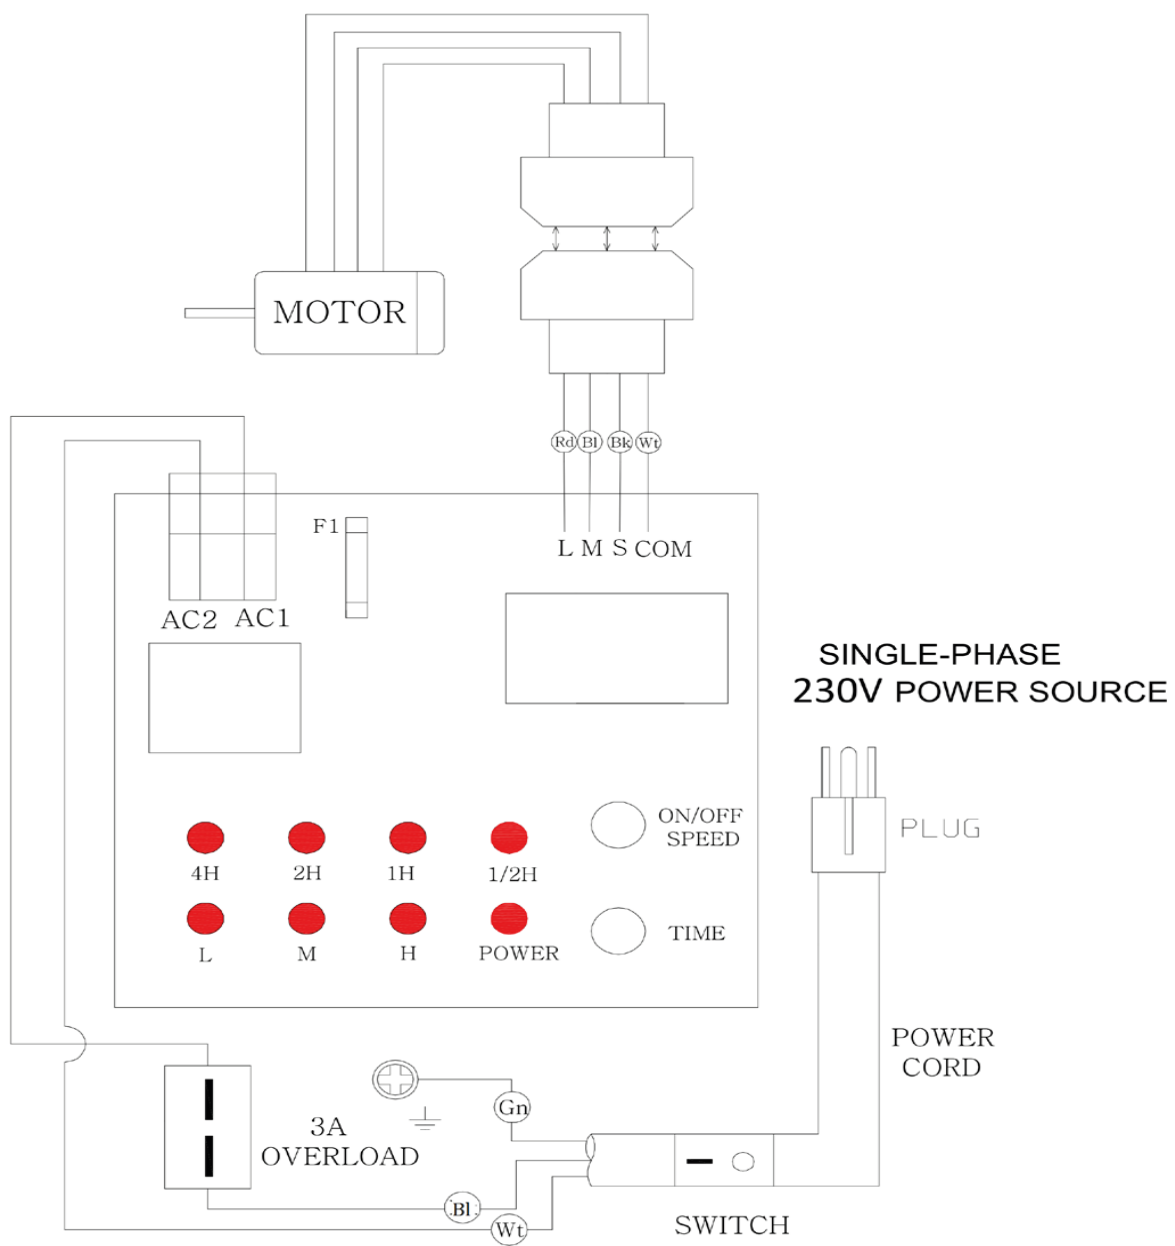 MOTOR
Rd Bl Bk Wt
F1
L M S COM
AC2 AC1
SINGLE-PHASE
230V POWER SOURCE
ON/OFF
SPEED
PLUG
4H 2H 1H 1/2H
TIME
L M H POWER
POWER
CORD
Gn
3A
OVERLOAD
Bl
Wt
SWITCH